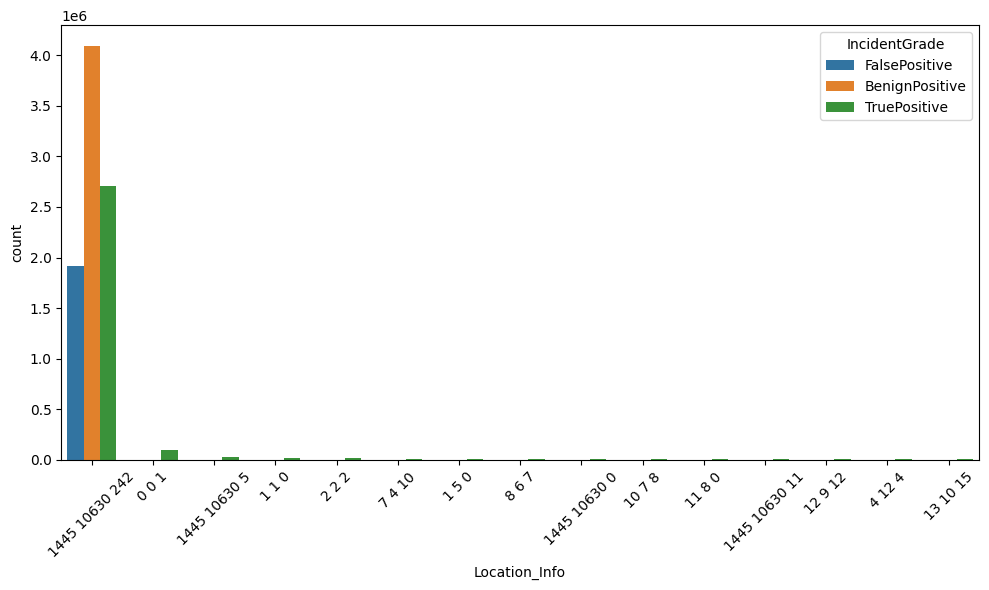 1e6
IncidentGrade
FalsePositive
BenignPositive
TruePositive
4.0
3.5
3.0
2.5
2.0
1.5
1.0
0.5
0.0
count
1445 10630 242
0 0 1
1445 10630 5
1 1 0
2 2 2
7 4 10
1 5 0
8 6 7
1445 10630 0
10 7 8
11 8 0
1445 10630 11
12 9 12
4 12 4
13 10 15
Location_Info